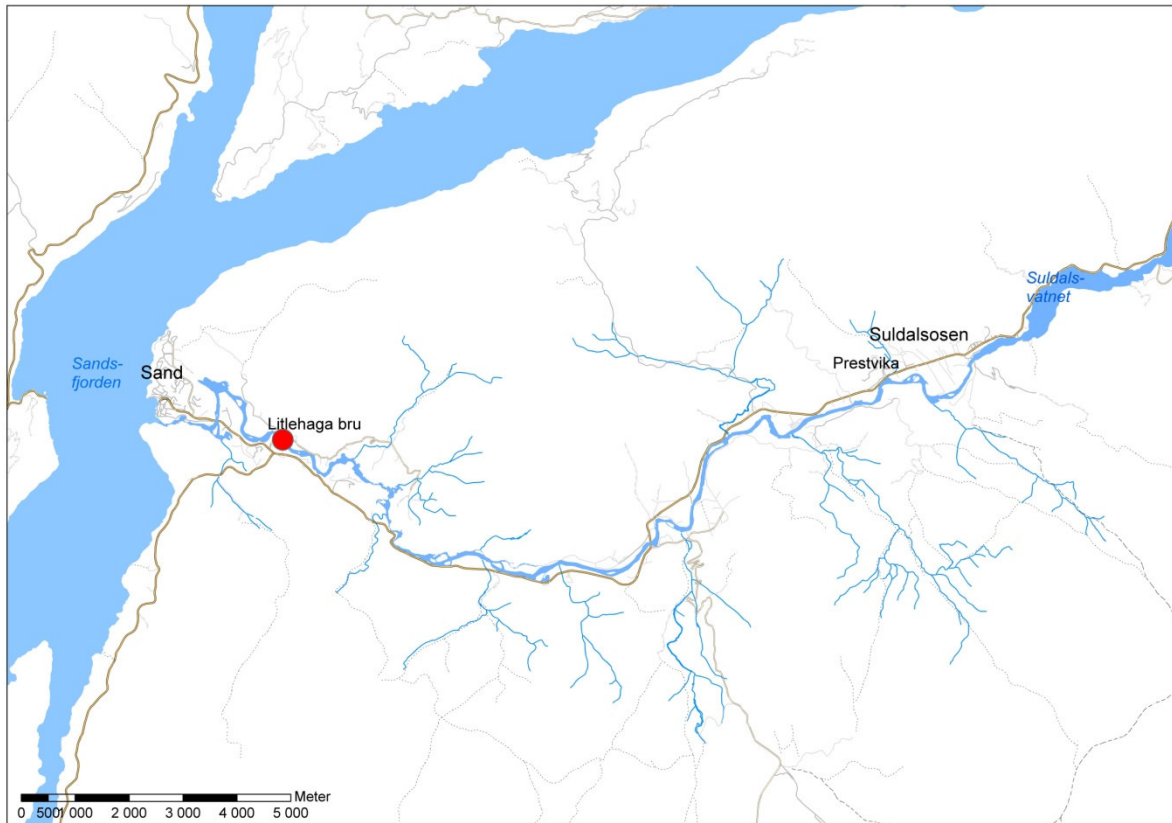 Suldals-
vatnet
Suldalsosen
Prestvika
Sands-
fjorden
Sand
Litlehaga bru
Meter
0 500 1 000 2 000 3 000 4 000 5 000